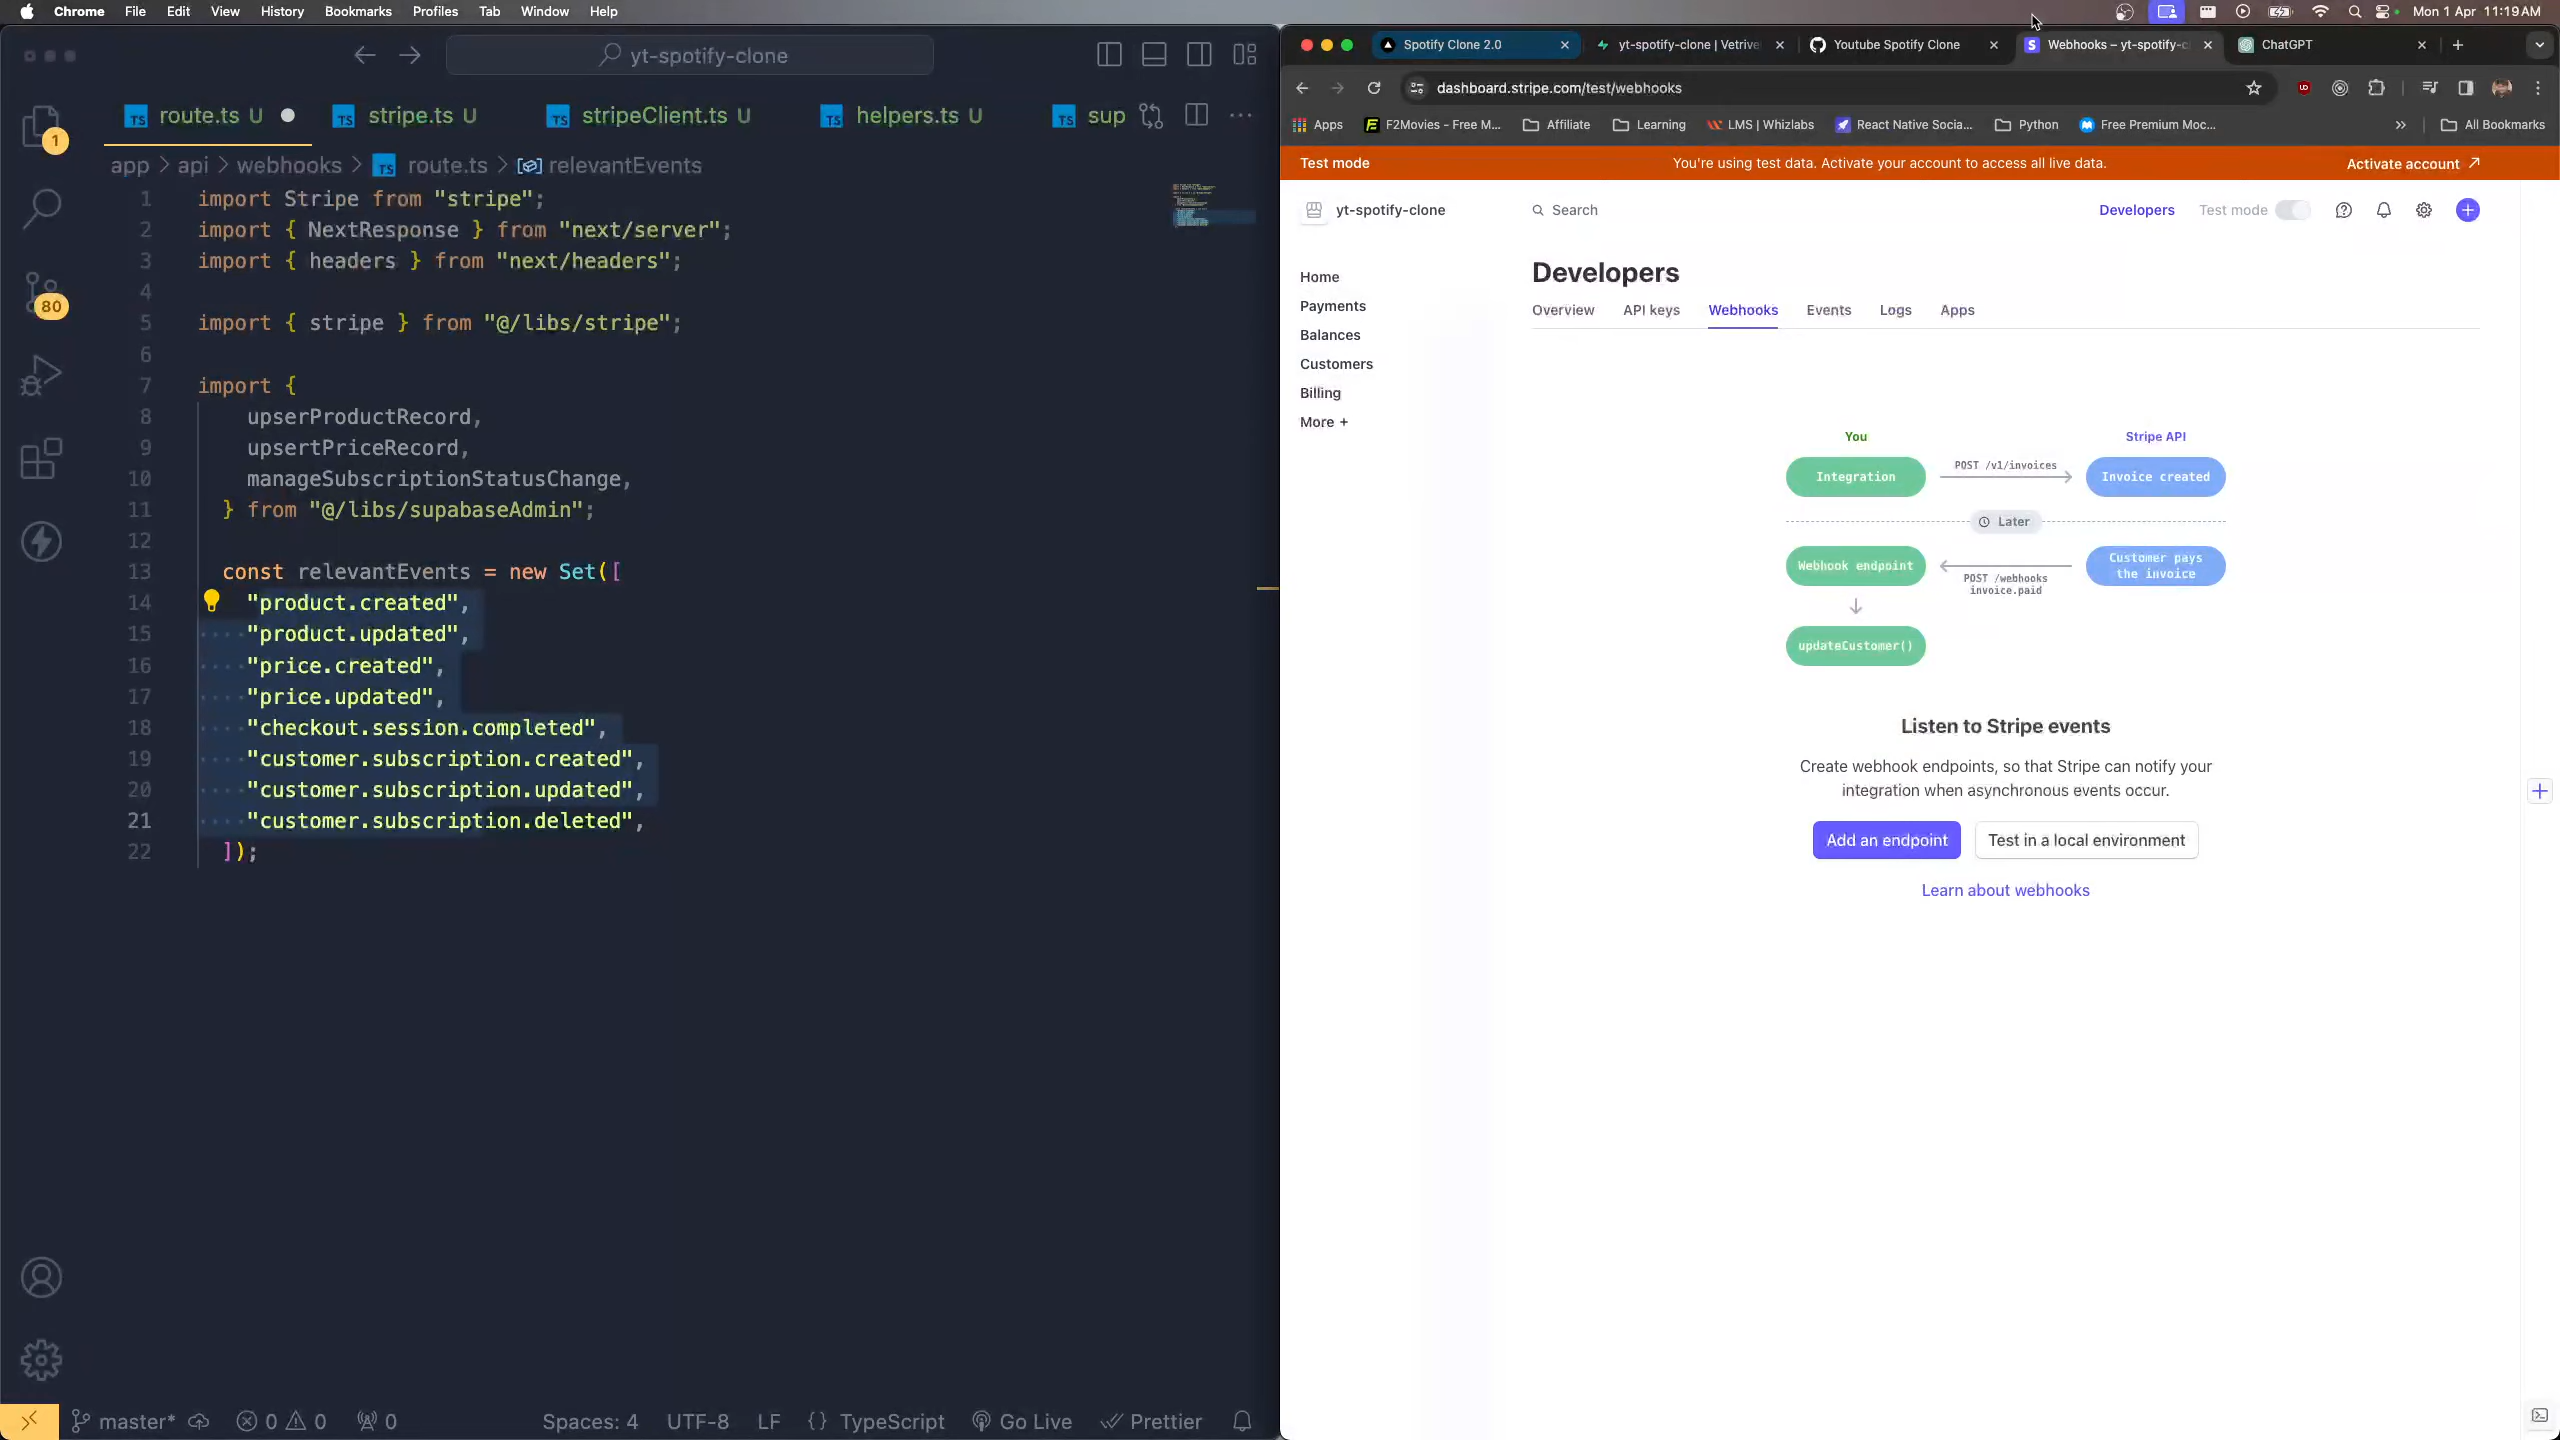 Chrome File Edit View History Bookmarks Profiles Tab Window Help
Mon 1 Apr 11:19 AM
yt-spotify-clone
route.ts U
stripe.ts U
stripeClient.ts U
helpers.ts U
sup
app > api > webhooks > route.ts > relevantEvents
1 import Stripe from "stripe";
2 import { NextResponse } from "next/server";
3 import { headers } from "next/headers";
4
5 import { stripe } from "@/libs/stripe";
6
7 import {
8 upserProductRecord,
9 upsertPriceRecord,
10 manageSubscriptionStatusChange,
11 } from "@/libs/supabaseAdmin";
12
13 const relevantEvents = new Set([
14 "product.created",
15 "product.updated",
16 "price.created",
17 "price.updated",
18 "checkout.session.completed",
19 "customer.subscription.created",
20 "customer.subscription.updated",
21 "customer.subscription.deleted",
22 ]);
1
80
master* 0 0 0 Spaces: 4 UTF-8 LF {} TypeScript Go Live Prettier
Spotify Clone 2.0
yt-spotify-clone | Vetrive
Youtube Spotify Clone
Webhooks – yt-spotify-c
ChatGPT
dashboard.stripe.com/test/webhooks
Apps
F2Movies - Free M...
Affiliate
Learning
LMS | Whizlabs
React Native Socia...
Python
Free Premium Moc...
All Bookmarks
Test mode
You're using test data. Activate your account to access all live data.
Activate account
yt-spotify-clone
Search
Developers
Test mode
Home
Payments
Balances
Customers
Billing
More +
Developers
Overview API keys Webhooks Events Logs Apps
You
Stripe API
Integration
POST /v1/invoices
Invoice created
Later
Webhook endpoint
POST /webhooks
invoice.paid
Customer pays
the invoice
updateCustomer()
Listen to Stripe events
Create webhook endpoints, so that Stripe can notify your
integration when asynchronous events occur.
Add an endpoint
Test in a local environment
Learn about webhooks